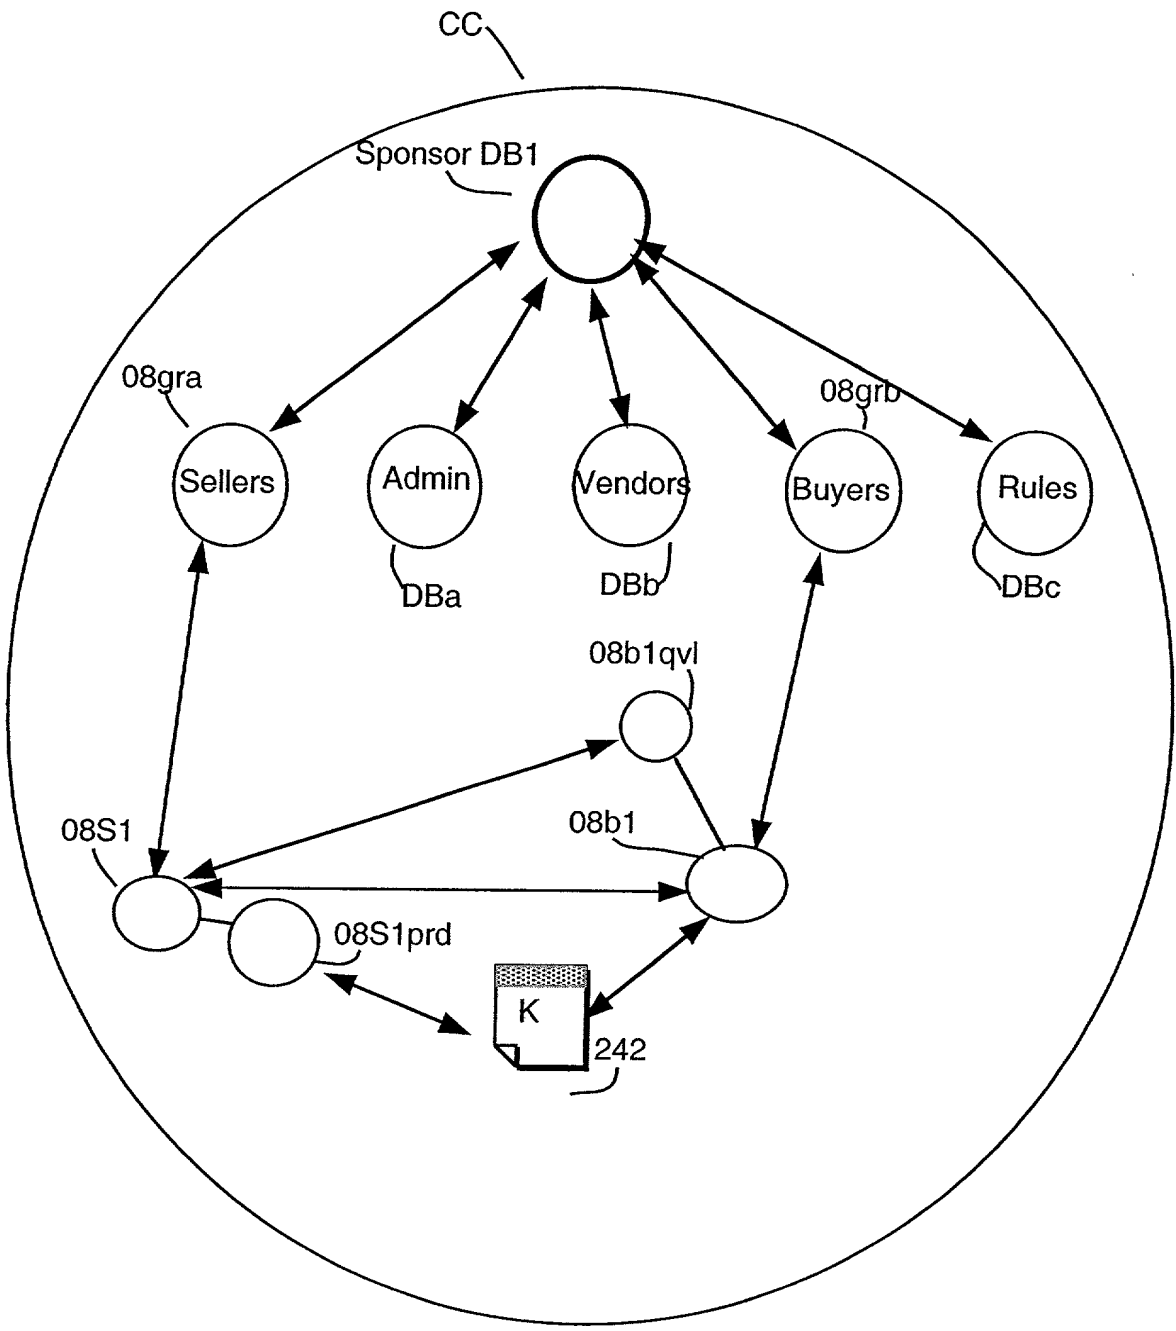 CC
Sponsor DB1
08gra
08grb
Sellers
Admin
Vendors
Buyers
Rules
DBa
DBb
DBc
08b1qvl
08S1
08b1
08S1prd
K
242